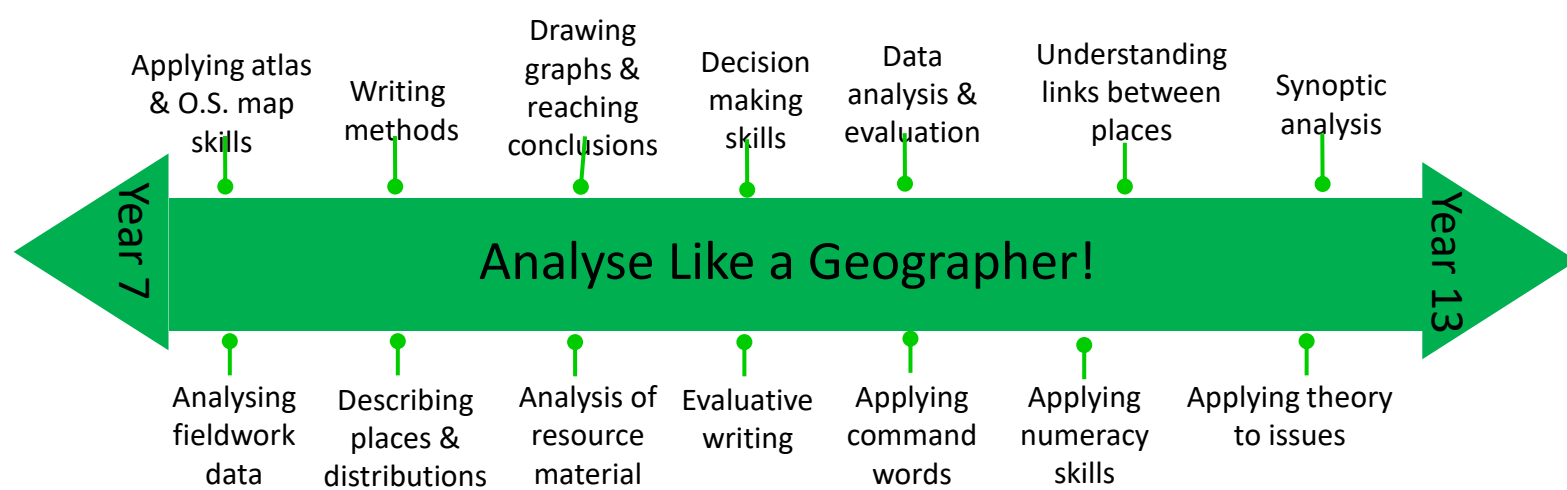 Applying atlas
& O.S. map
skills
Writing
methods
Drawing
graphs &
reaching
conclusions
Decision
making
skills
Data
analysis &
evaluation
Understanding
links between
places
Synoptic
analysis
Year 7
Analyse Like a Geographer!
Year 13
Analysing
fieldwork
data
Describing
places &
distributions
Analysis of
resource
material
Evaluative
writing
Applying
command
words
Applying
numeracy
skills
Applying theory
to issues